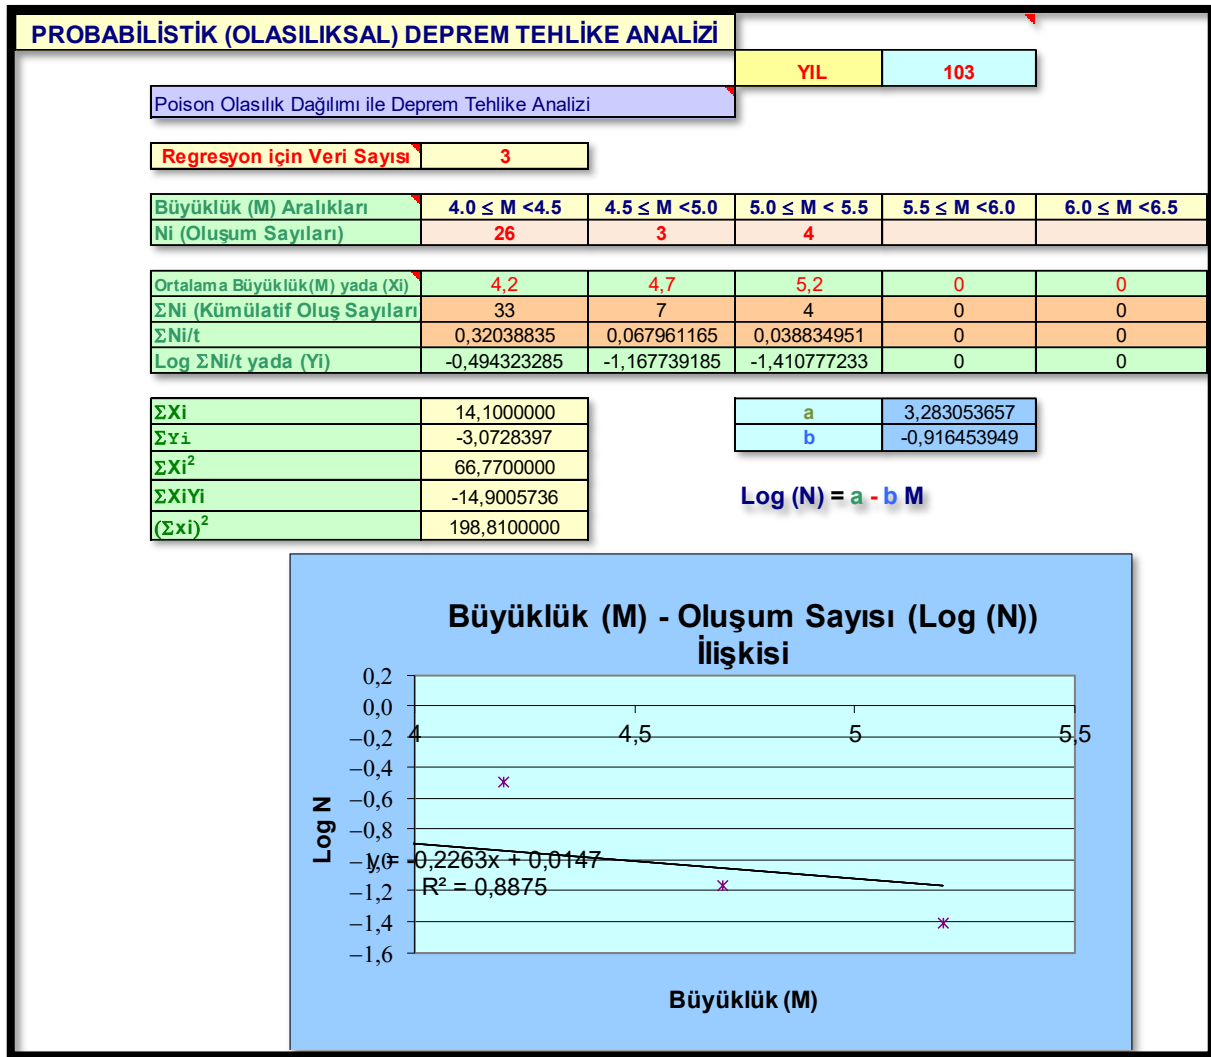 PROBABİLİSTİK (OLASILIKSAL) DEPREM TEHLİKE ANALİZİ
YIL 103
Poison Olasılık Dağılımı ile Deprem Tehlike Analizi
Regresyon için Veri Sayısı 3
Büyüklük (M) Aralıkları 4.0 ≤ M <4.5 4.5 ≤ M <5.0 5.0 ≤ M < 5.5 5.5 ≤ M <6.0 6.0 ≤ M <6.5
Ni (Oluşum Sayıları) 26 3 4
Ortalama Büyüklük(M) yada (Xi) 4,2 4,7 5,2 0 0
ΣNi (Kümülatif Oluş Sayıları 33 7 4 0 0
ΣNi/t 0,32038835 0,067961165 0,038834951 0 0
Log ΣNi/t yada (Yi) -0,494323285 -1,167739185 -1,410777233 0 0
ΣXi 14,1000000 a 3,283053657
ΣYi -3,0728397 b -0,916453949
ΣXi² 66,7700000
ΣXiYi -14,9005736 Log (N) = a - b M
(Σxi)² 198,8100000
Büyüklük (M) - Oluşum Sayısı (Log (N))
İlişkisi
0,2
0,0
−0,2 4 4,5 5 5,5
−0,4
−0,6
−0,8
−1,0 y = -0,2263x + 0,0147
−1,2 R² = 0,8875
−1,4
−1,6
Log N
Büyüklük (M)